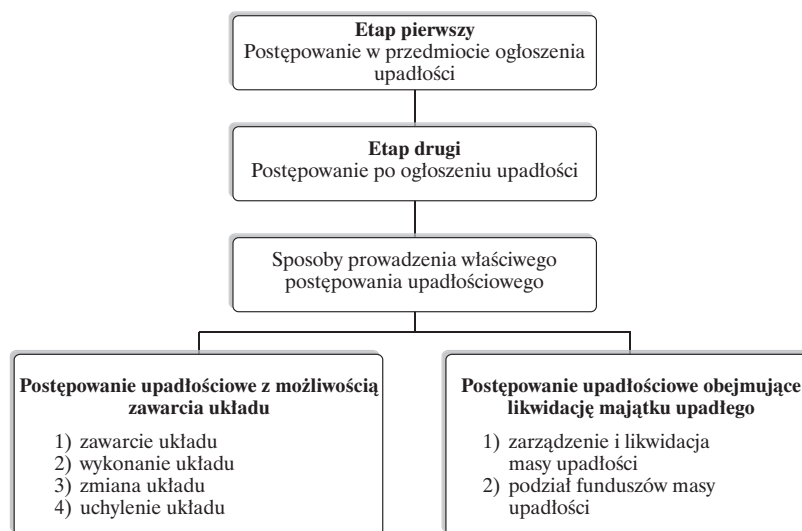 Etap pierwszy
Postępowanie w przedmiocie ogłoszenia
upadłości
Etap drugi
Postępowanie po ogłoszeniu upadłości
Sposoby prowadzenia właściwego
postępowania upadłościowego
Postępowanie upadłościowe z możliwością
zawarcia układu
1) zawarcie układu
2) wykonanie układu
3) zmiana układu
4) uchylenie układu
Postępowanie upadłościowe obejmujące
likwidację majątku upadłego
1) zarządzenie i likwidacja
masy upadłości
2) podział funduszów masy
upadłości